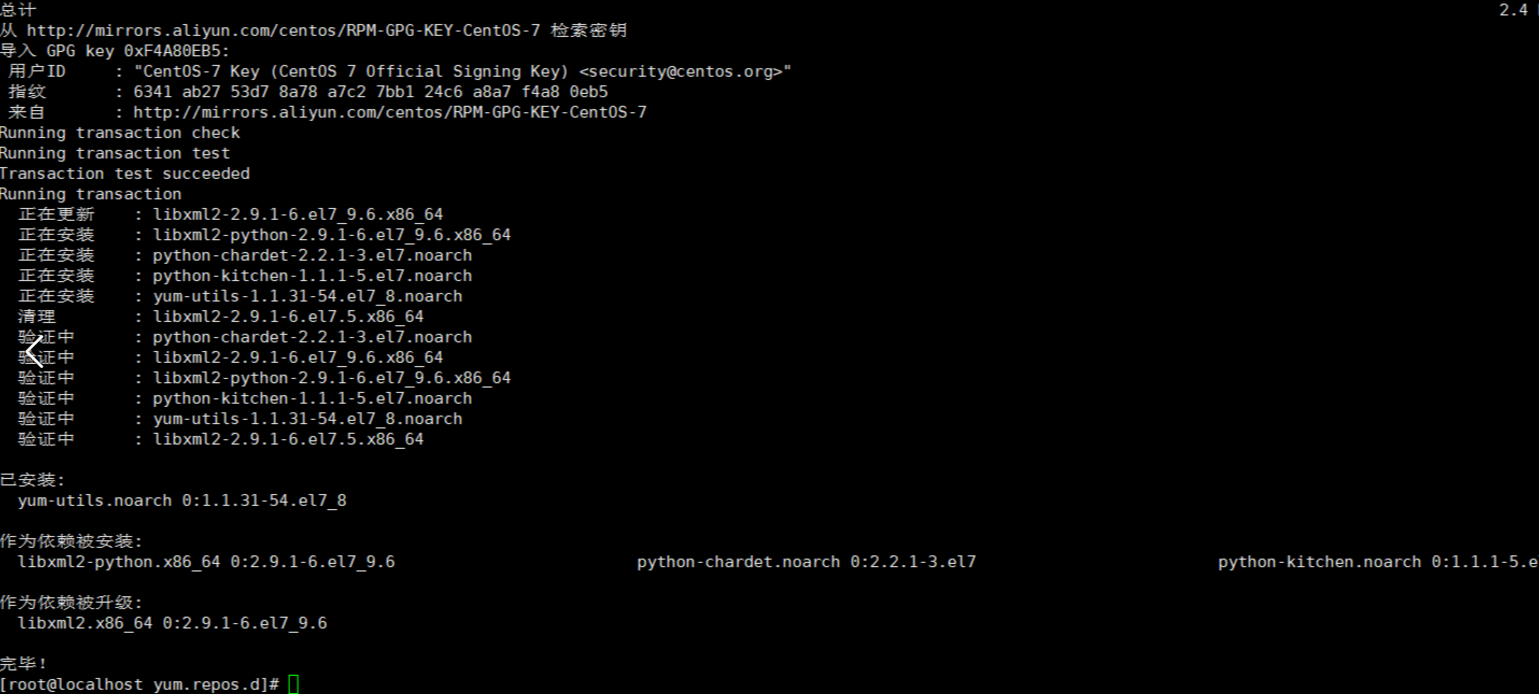 总计 2.4
从 http://mirrors.aliyun.com/centos/RPM-GPG-KEY-CentOS-7 检索密钥
导入 GPG key 0xF4A80EB5:
用户ID : "CentOS-7 Key (CentOS 7 Official Signing Key) <security@centos.org>"
指纹 : 6341 ab27 53d7 8a78 a7c2 7bb1 24c6 a8a7 f4a8 0eb5
来自 : http://mirrors.aliyun.com/centos/RPM-GPG-KEY-CentOS-7
Running transaction check
Running transaction test
Transaction test succeeded
Running transaction
正在更新 : libxml2-2.9.1-6.el7_9.6.x86_64
正在安装 : libxml2-python-2.9.1-6.el7_9.6.x86_64
正在安装 : python-chardet-2.2.1-3.el7.noarch
正在安装 : python-kitchen-1.1.1-5.el7.noarch
正在安装 : yum-utils-1.1.31-54.el7_8.noarch
清理 : libxml2-2.9.1-6.el7.5.x86_64
验证中 : python-chardet-2.2.1-3.el7.noarch
验证中 : libxml2-2.9.1-6.el7_9.6.x86_64
验证中 : libxml2-python-2.9.1-6.el7_9.6.x86_64
验证中 : python-kitchen-1.1.1-5.el7.noarch
验证中 : yum-utils-1.1.31-54.el7_8.noarch
验证中 : libxml2-2.9.1-6.el7.5.x86_64
已安装:
yum-utils.noarch 0:1.1.31-54.el7_8
作为依赖被安装:
libxml2-python.x86_64 0:2.9.1-6.el7_9.6 python-chardet.noarch 0:2.2.1-3.el7 python-kitchen.noarch 0:1.1.1-5.e
作为依赖被升级:
libxml2.x86_64 0:2.9.1-6.el7_9.6
完毕！
[root@localhost yum.repos.d]#